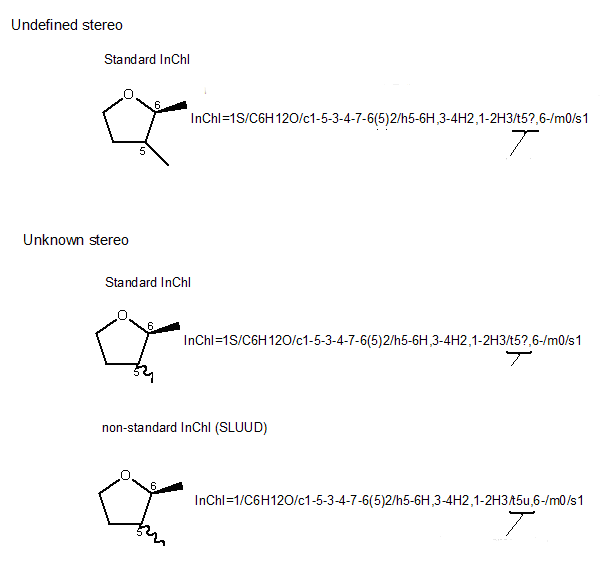 Undefined stereo
Standard InChI
O
6
InChI=1S/C6H12O/c1-5-3-4-7-6(5)2/h5-6H,3-4H2,1-2H3/t5?,6-/m0/s1
5
Unknown stereo
Standard InChI
O
6
InChI=1S/C6H12O/c1-5-3-4-7-6(5)2/h5-6H,3-4H2,1-2H3/t5?,6-/m0/s1
5
non-standard InChI (SLUUD)
O
6
InChI=1/C6H12O/c1-5-3-4-7-6(5)2/h5-6H,3-4H2,1-2H3/t5u,6-/m0/s1
5